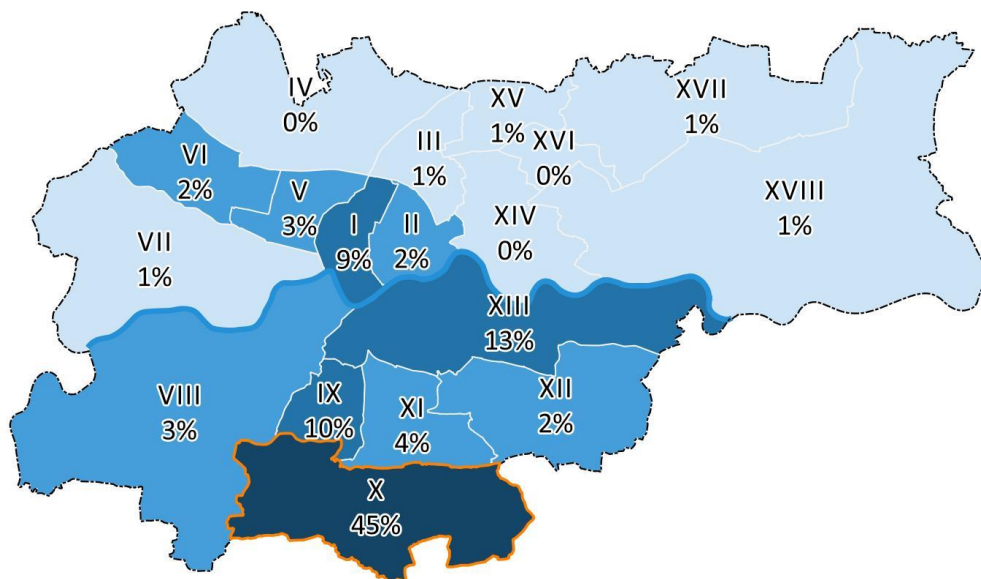 IV
0%
XV
1%
XVII
1%
III
1%
XVI
0%
VI
2%
V
3%
XVIII
1%
I
9%
II
2%
XIV
0%
VII
1%
XIII
13%
VIII
3%
IX
10%
XI
4%
XII
2%
X
45%